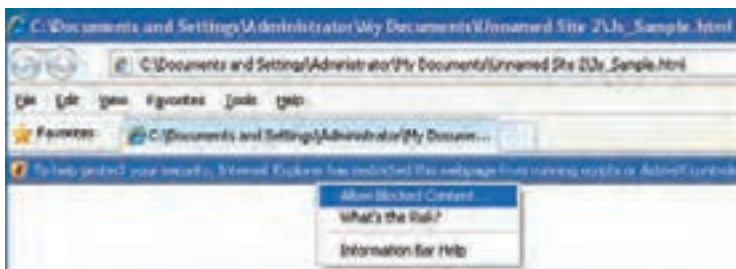 C:\Documents and Settings\Administrator\My Documents\Unnamed Site 2\Js_Sample.html
C:\Documents and Settings\Administrator\My Documents\Unnamed Site 2\Js_Sample.html
File Edit View Favorites Tools Help
Favorites C:\Documents and Settings\Administrator\My Docum...
To help protect your security, Internet Explorer has restricted this webpage from running scripts or ActiveX controls
Allow Blocked Content...
What's the Risk?
Information Bar Help